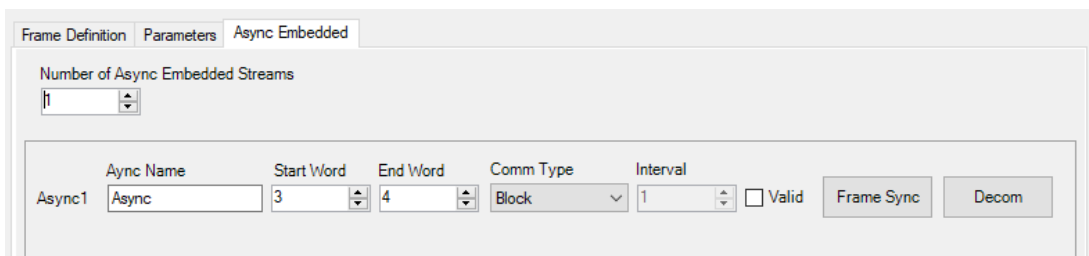 Frame Definition Parameters Async Embedded
Number of Async Embedded Streams
1
Aync Name Start Word End Word Comm Type Interval
Async1 Async 3 4 Block 1 Valid Frame Sync Decom